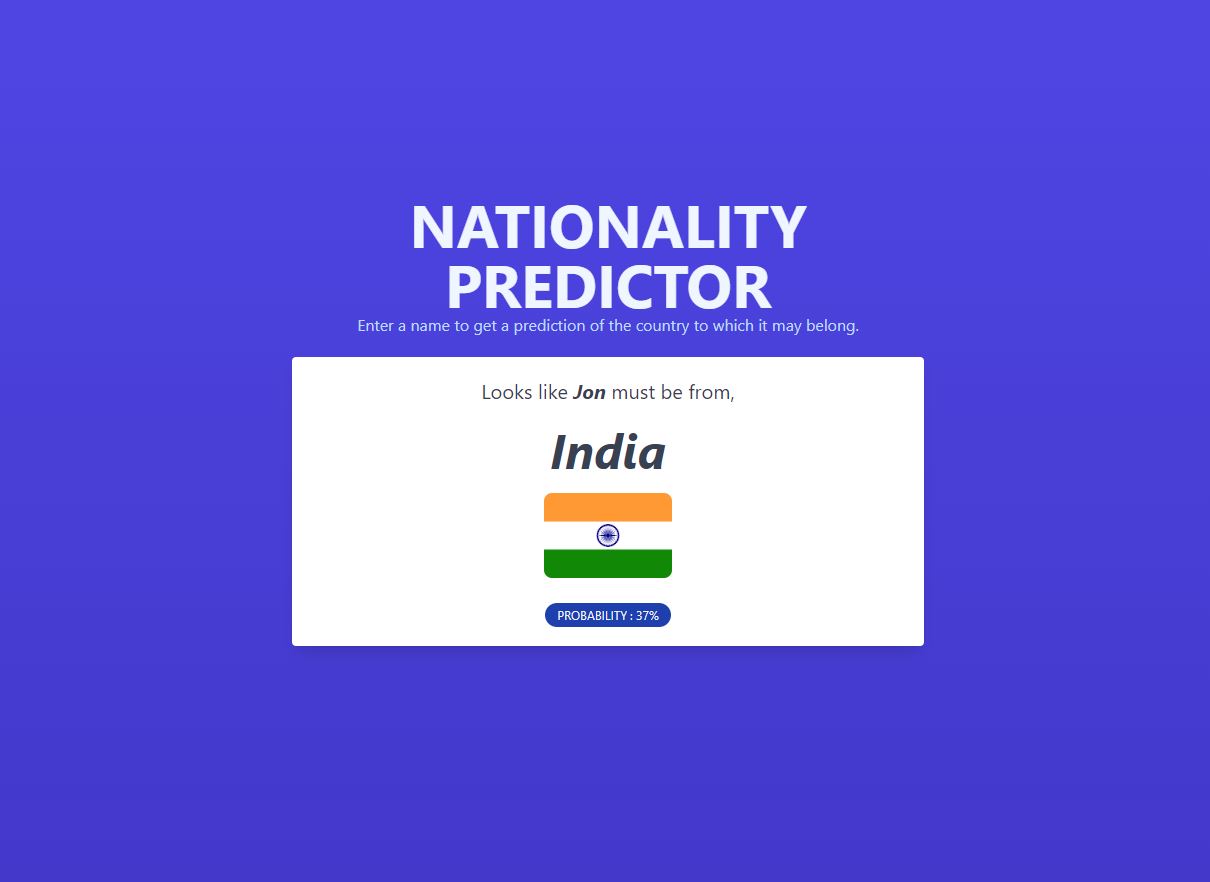 NATIONALITY
PREDICTOR
Enter a name to get a prediction of the country to which it may belong.
Looks like Jon must be from,
India
PROBABILITY : 37%